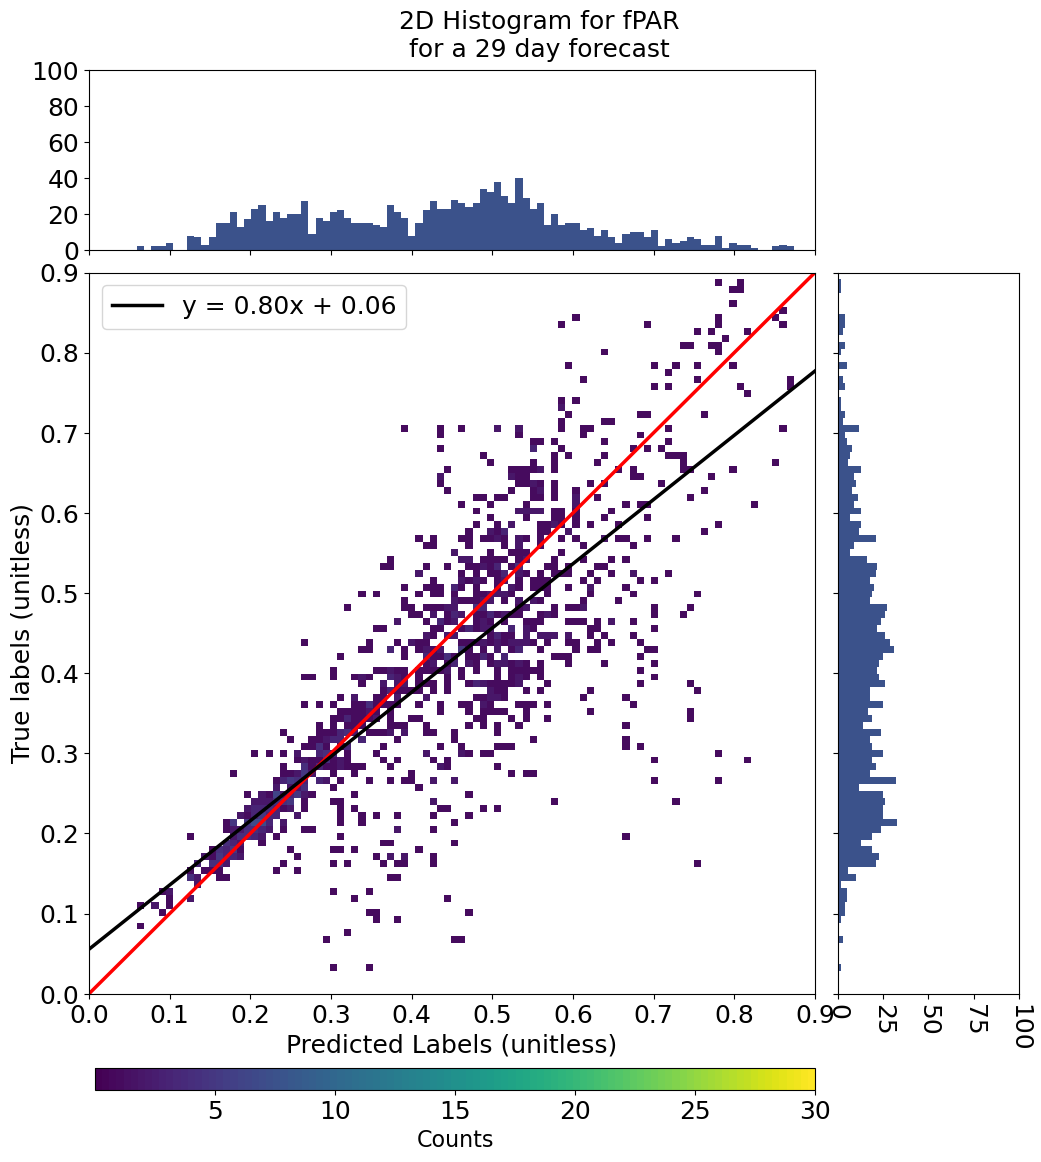 2D Histogram for fPAR
for a 29 day forecast
100
80
60
40
20
0
0.9
0.8
0.7
0.6
0.5
0.4
0.3
0.2
0.1
0.0
True labels (unitless)
y = 0.80x + 0.06
0.0 0.1 0.2 0.3 0.4 0.5 0.6 0.7 0.8 0.9
Predicted Labels (unitless)
0 25 50 75 100
5 10 15 20 25 30
Counts